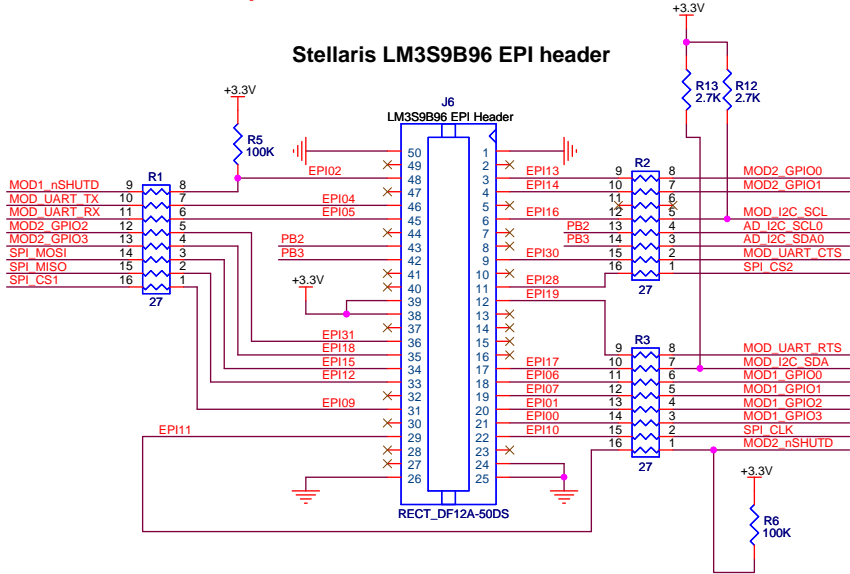 +3.3V
Stellaris LM3S9B96 EPI header
R13
2.7K
R12
2.7K
+3.3V
R5
100K
J6
LM3S9B96 EPI Header
R1
MOD1_nSHUTD 9 8
MOD_UART_TX 10 7
MOD_UART_RX 11 6
MOD2_GPIO2 12 5
MOD2_GPIO3 13 4
SPI_MOSI 14 3
SPI_MISO 15 2
SPI_CS1 16 1
27
50 1
49 2
EPI02 48 3 EPI13
47 4 EPI14
EPI04 46 5
EPI05 45 6 EPI16
44 7
PB2 43 8
PB3 42 9 EPI30
41 10
40 11 EPI28
39 12 EPI19
+3.3V
38 13
37 14
EPI31 36 15
EPI18 35 16
EPI15 34 17 EPI17
EPI12 33 18 EPI06
32 19 EPI07
EPI09 31 20 EPI01
30 21 EPI00
EPI11 29 22 EPI10
28 23
27 24
26 25
RECT_DF12A-50DS
R2
9 8 MOD2_GPIO0
10 7 MOD2_GPIO1
11 6
12 5 MOD_I2C_SCL
PB2 13 4 AD_I2C_SCL0
PB3 14 3 AD_I2C_SDA0
15 2 MOD_UART_CTS
16 1 SPI_CS2
27
R3
9 8 MOD_UART_RTS
10 7 MOD_I2C_SDA
11 6 MOD1_GPIO0
12 5 MOD1_GPIO1
13 4 MOD1_GPIO2
14 3 MOD1_GPIO3
15 2 SPI_CLK
16 1 MOD2_nSHUTD
27
+3.3V
R6
100K